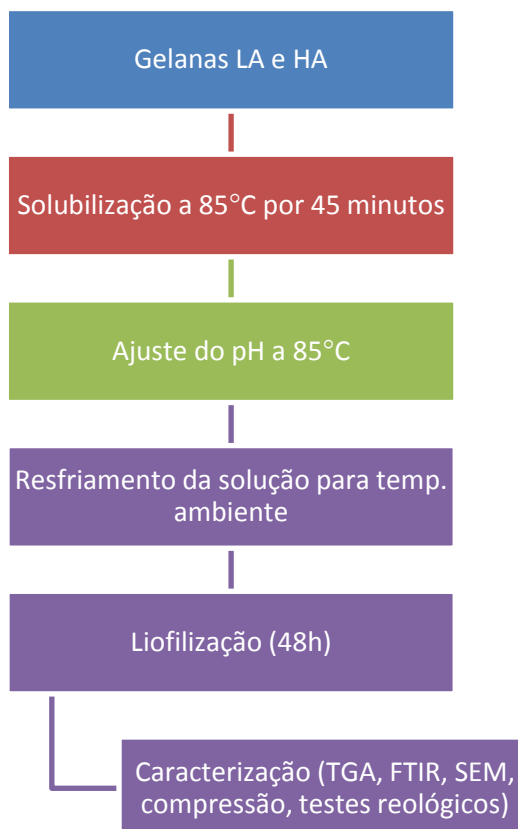 Gelanas LA e HA
Solubilização a 85°C por 45 minutos
Ajuste do pH a 85°C
Resfriamento da solução para temp.
ambiente
Liofilização (48h)
Caracterização (TGA, FTIR, SEM,
compressão, testes reológicos)